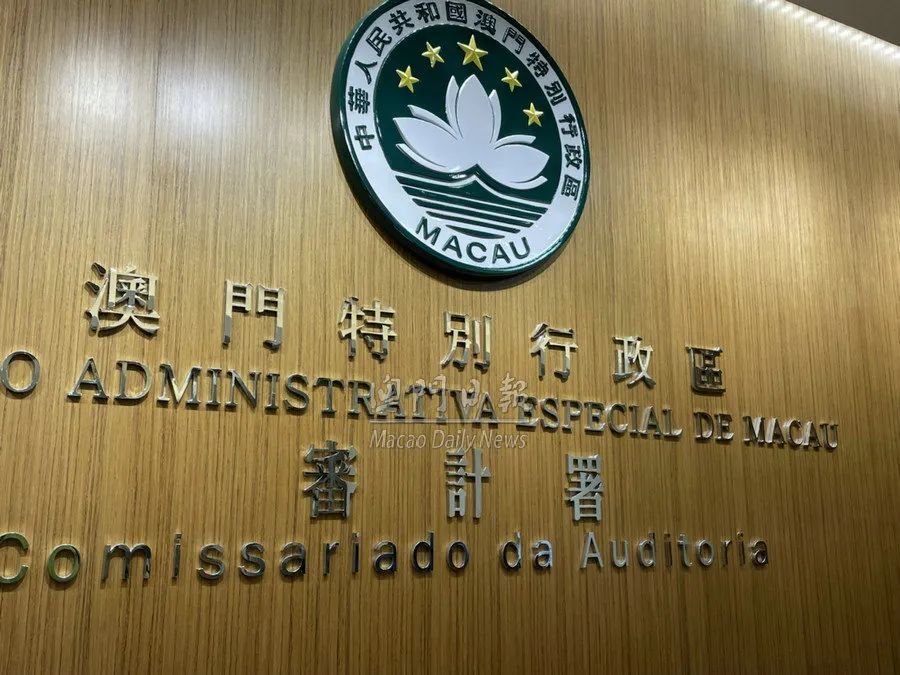 中華人民共和國澳門特別行政區
MACAU
澳門特別行政區
O ADMINISTRATIVA ESPECIAL DE MACAU
澳門日報
Macao Daily News
審計署
Comissariado da Auditoria